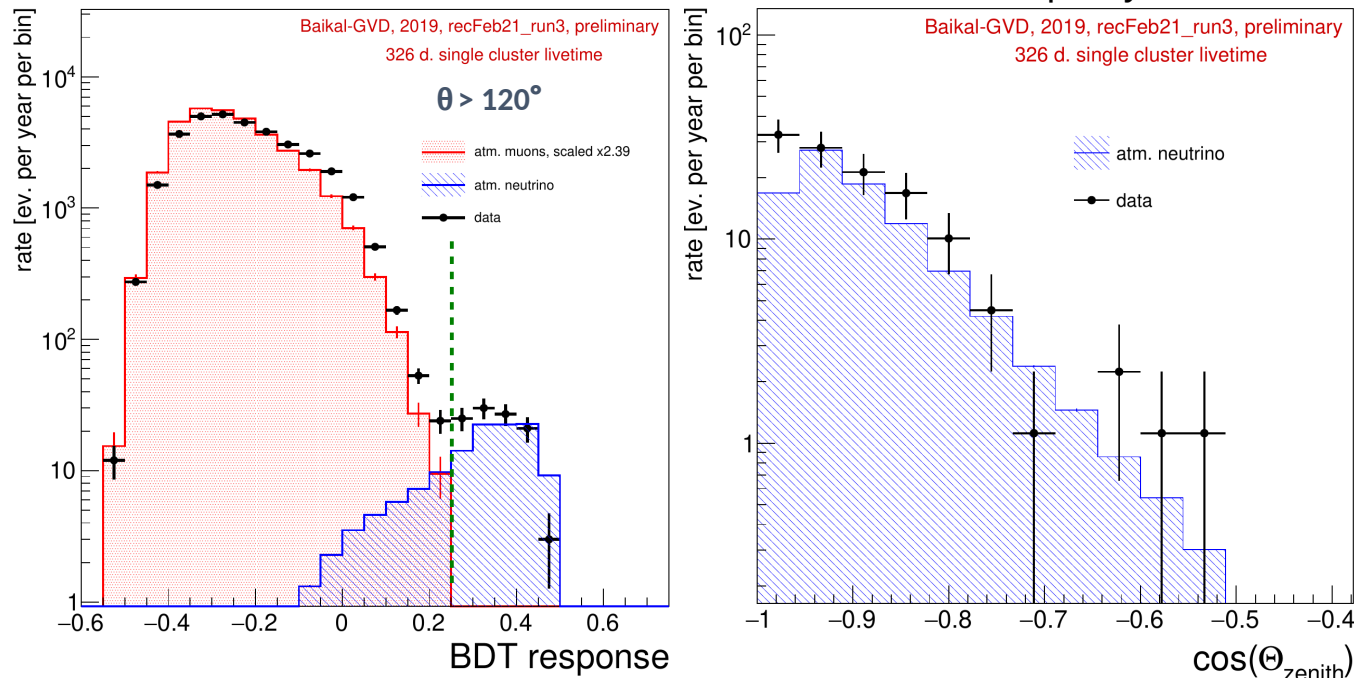 Baikal-GVD, 2019, recFeb21_run3, preliminary
326 d. single cluster livetime
θ > 120°
atm. muons, scaled x2.39
atm. neutrino
data
rate [ev. per year per bin]
10⁴
10³
10²
10
1
−0.6 −0.4 −0.2 0 0.2 0.4 0.6
BDT response
Baikal-GVD, 2019, recFeb21_run3, preliminary
326 d. single cluster livetime
atm. neutrino
data
rate [ev. per year per bin]
10²
10
1
−1 −0.9 −0.8 −0.7 −0.6 −0.5 −0.4
cos(Θzenith)